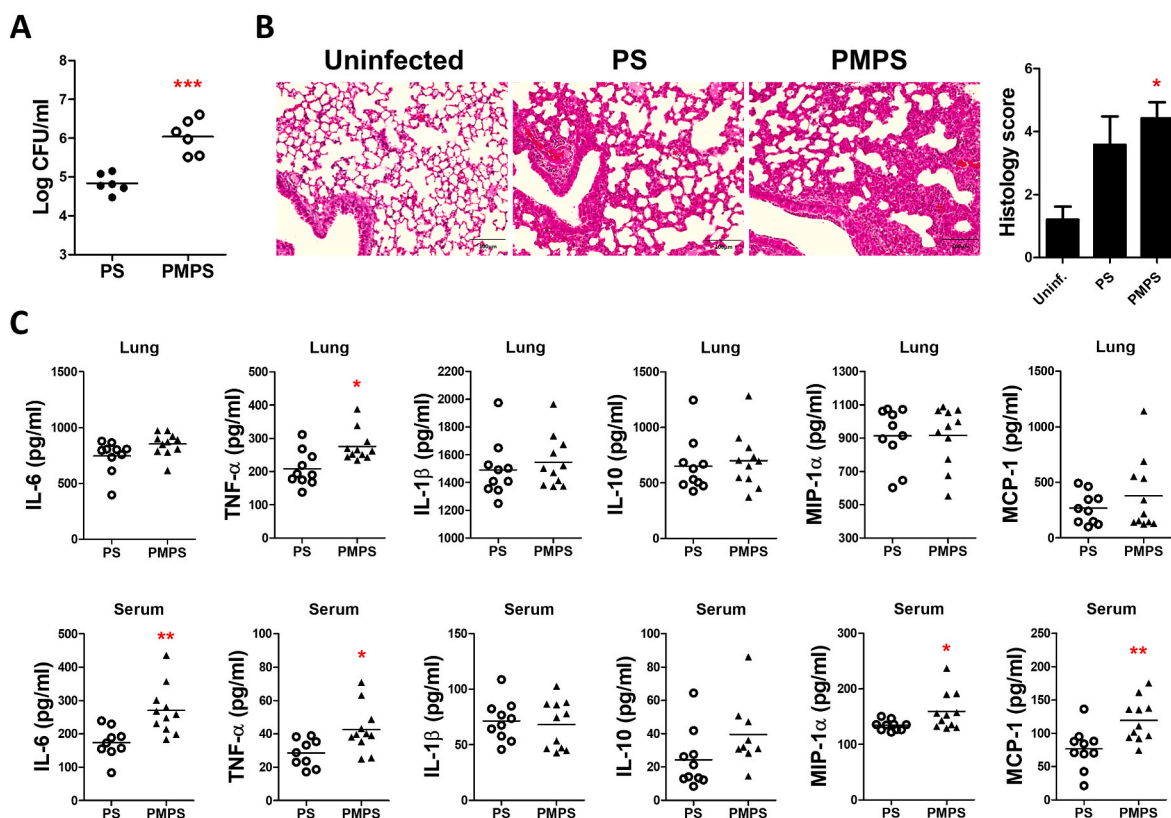 A
B
Uninfected
PS
PMPS
***
*
8
7
6
5
4
3
Log CFU/ml
PS
PMPS
100μm
100μm
100μm
6
4
2
0
Histology score
Uninf.
PS
PMPS
C
Lung
Lung
Lung
Lung
Lung
Lung
IL-6 (pg/ml)
1500
1000
500
0
PS
PMPS
TNF-α (pg/ml)
500
400
300
200
100
0
*
PS
PMPS
IL-1β (pg/ml)
2200
2000
1800
1600
1400
1200
1000
PS
PMPS
IL-10 (pg/ml)
1500
1000
500
0
PS
PMPS
MIP-1α (pg/ml)
1300
1100
900
700
500
300
PS
PMPS
MCP-1 (pg/ml)
1500
1000
500
0
PS
PMPS
Serum
Serum
Serum
Serum
Serum
Serum
IL-6 (pg/ml)
500
400
300
200
100
0
**
PS
PMPS
TNF-α (pg/ml)
100
80
60
40
20
0
*
PS
PMPS
IL-1β (pg/ml)
150
100
50
0
PS
PMPS
IL-10 (pg/ml)
100
80
60
40
20
0
PS
PMPS
MIP-1α (pg/ml)
300
200
100
0
*
PS
PMPS
MCP-1 (pg/ml)
250
200
150
100
50
0
**
PS
PMPS